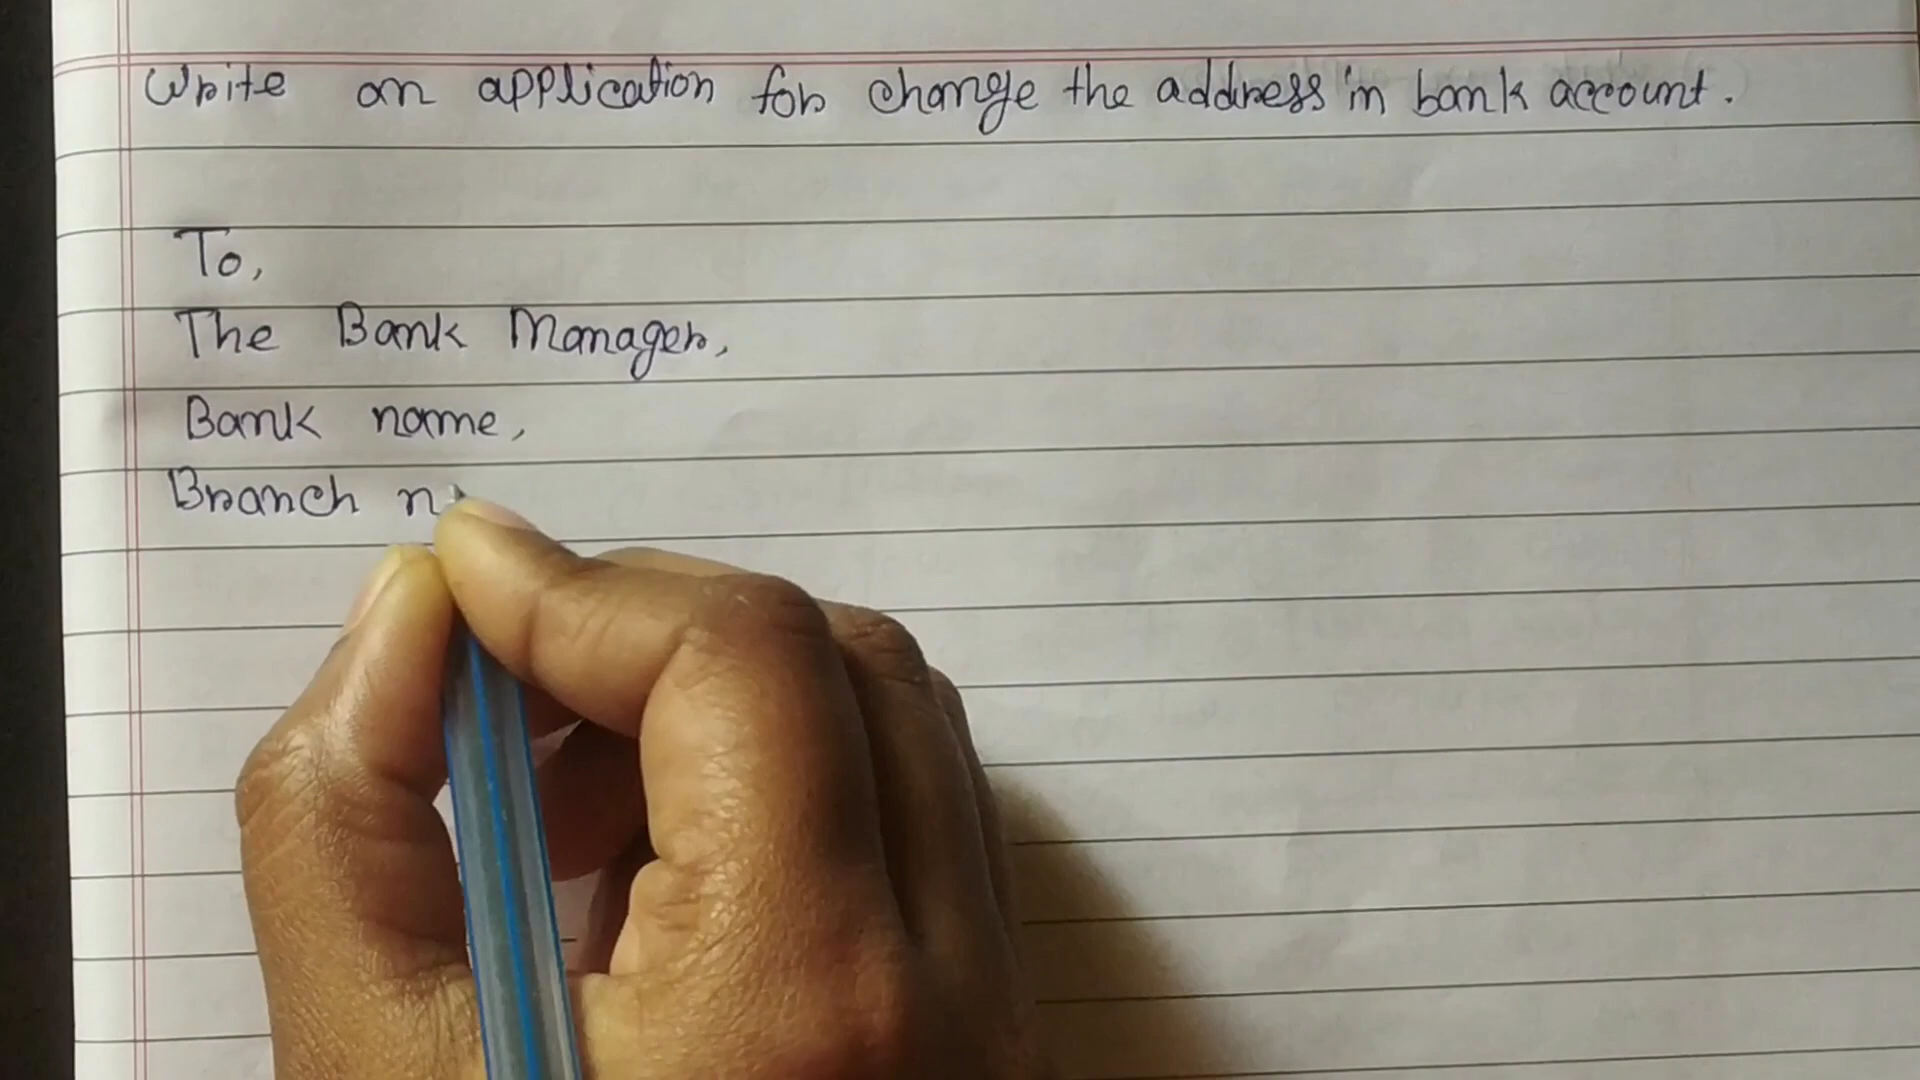 Write an application for change the address in bank account.
To,
The Bank Manager,
Bank name,
Branch